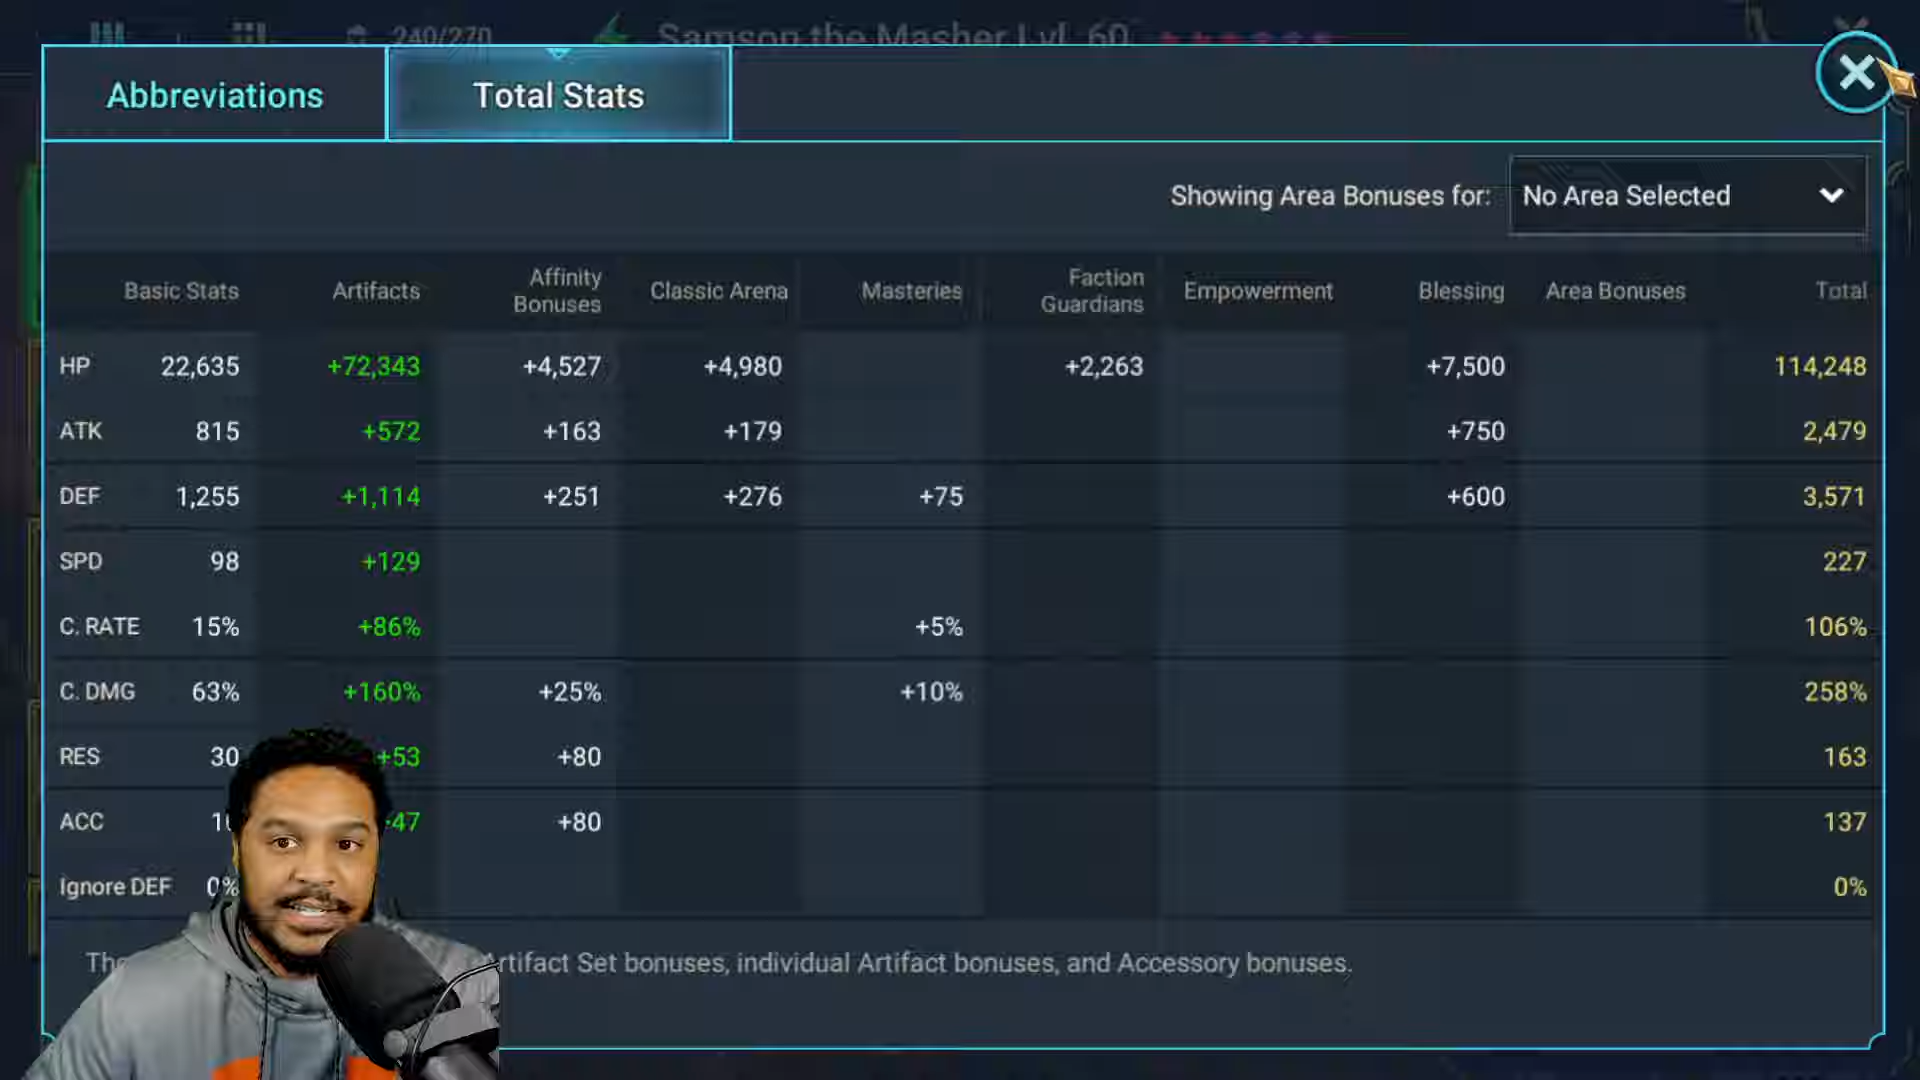 240/270 Samson the Masher Lvl. 60
Abbreviations Total Stats
Showing Area Bonuses for: No Area Selected
Basic Stats Artifacts Affinity Bonuses Classic Arena Masteries Faction Guardians Empowerment Blessing Area Bonuses Total
HP 22,635 +72,343 +4,527 +4,980 +2,263 +7,500 114,248
ATK 815 +572 +163 +179 +750 2,479
DEF 1,255 +1,114 +251 +276 +75 +600 3,571
SPD 98 +129 227
C. RATE 15% +86% +5% 106%
C. DMG 63% +160% +25% +10% 258%
RES 30 +53 +80 163
ACC 47 +80 137
Ignore DEF 0% 0%
Artifact Set bonuses, individual Artifact bonuses, and Accessory bonuses.